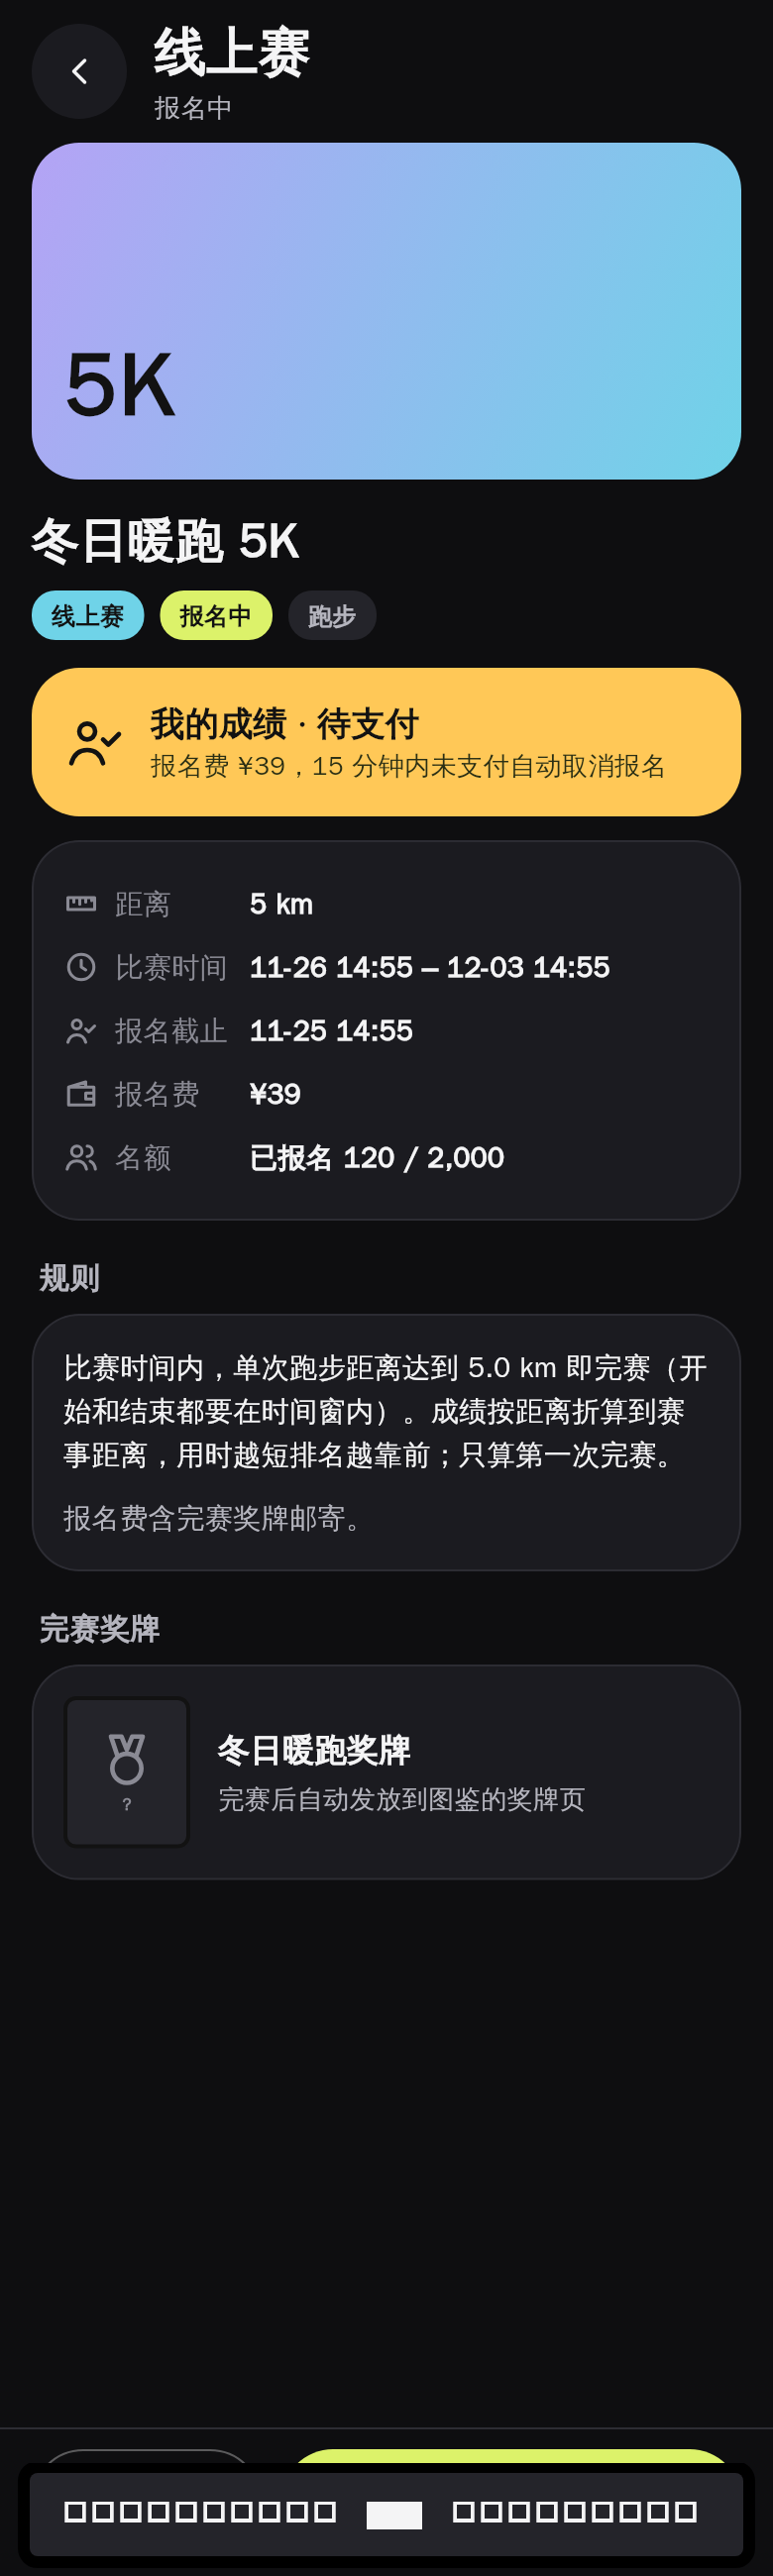 线上赛
报名中
5K
冬日暖跑 5K
线上赛 报名中 跑步
我的成绩 · 待支付
报名费 ¥39，15 分钟内未支付自动取消报名
距离 5 km
比赛时间 11-26 14:55 – 12-03 14:55
报名截止 11-25 14:55
报名费 ¥39
名额 已报名 120 / 2,000
规则
比赛时间内，单次跑步距离达到 5.0 km 即完赛（开
始和结束都要在时间窗内）。成绩按距离折算到赛
事距离，用时越短排名越靠前；只算第一次完赛。
报名费含完赛奖牌邮寄。
完赛奖牌
?
冬日暖跑奖牌
完赛后自动发放到图鉴的奖牌页